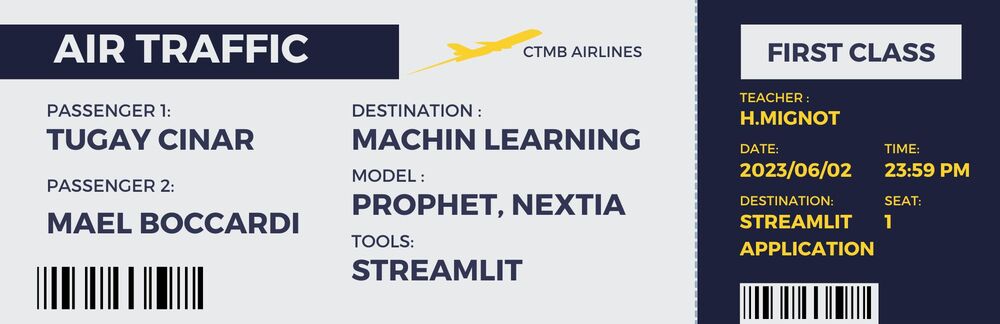 AIR TRAFFIC
CTMB AIRLINES
PASSENGER 1:
TUGAY CINAR
PASSENGER 2:
MAEL BOCCARDI
DESTINATION :
MACHIN LEARNING
MODEL :
PROPHET, NEXTIA
TOOLS:
STREAMLIT
FIRST CLASS
TEACHER :
H.MIGNOT
DATE: TIME:
2023/06/02 23:59 PM
DESTINATION: SEAT:
STREAMLIT 1
APPLICATION